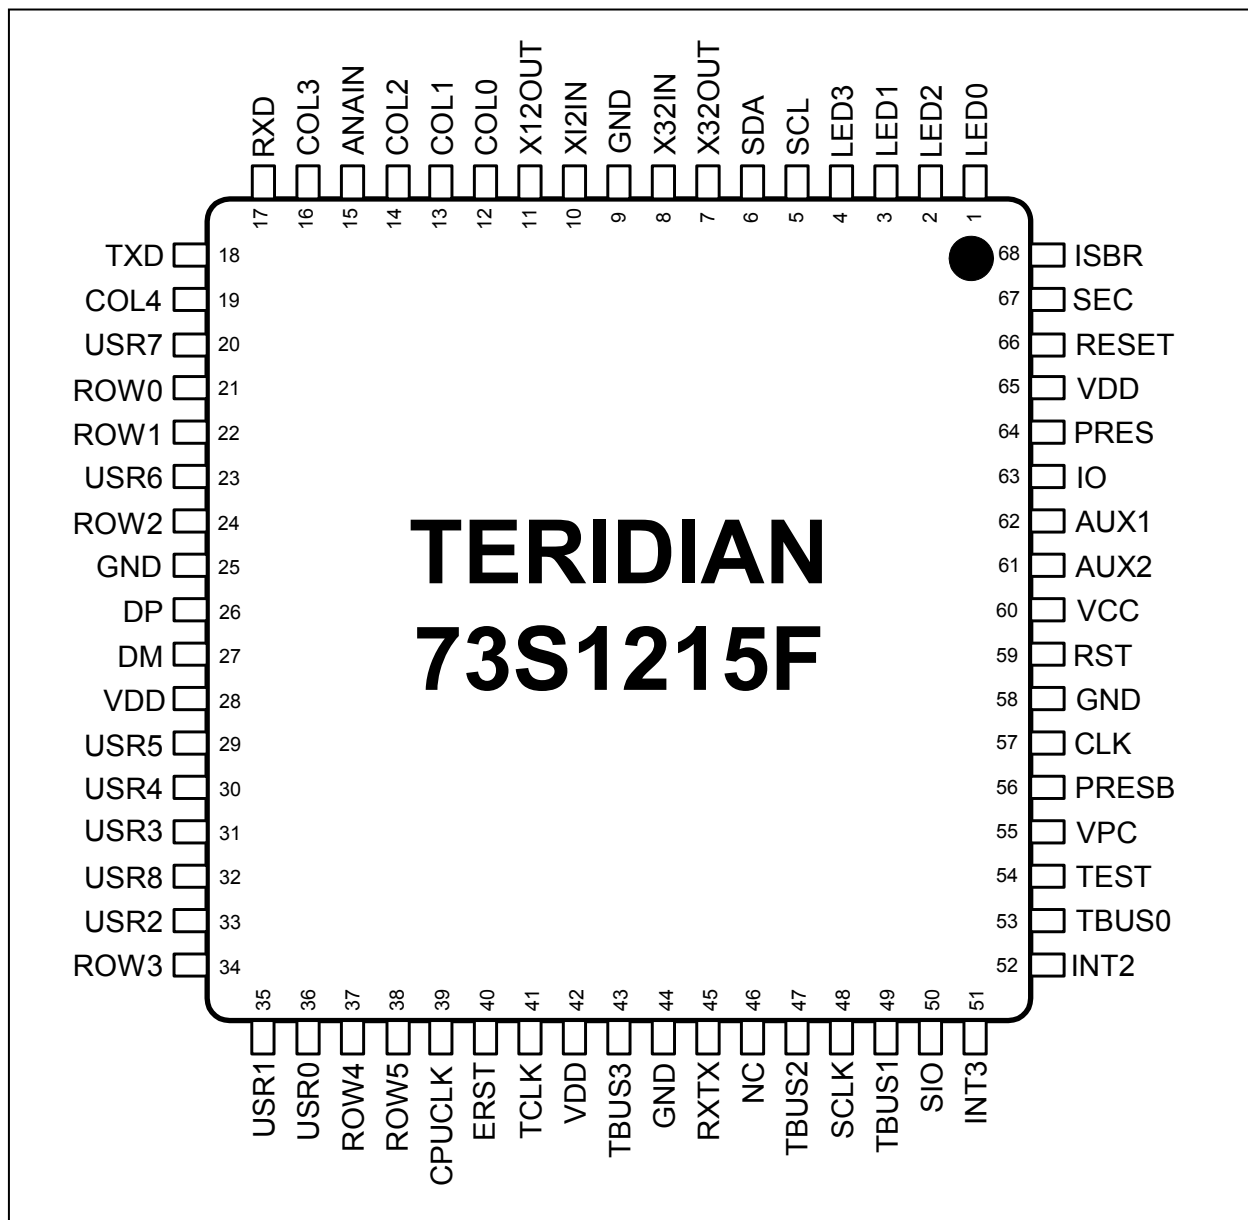 RXD
COL3
ANAIN
COL2
COL1
COL0
X12OUT
XI2IN
GND
X32IN
X32OUT
SDA
SCL
LED3
LED1
LED2
LED0
17
16
15
14
13
12
11
10
9
8
7
6
5
4
3
2
1
TXD 18
COL4 19
USR7 20
ROW0 21
ROW1 22
USR6 23
ROW2 24
GND 25
DP 26
DM 27
VDD 28
USR5 29
USR4 30
USR3 31
USR8 32
USR2 33
ROW3 34
TERIDIAN
73S1215F
68 ISBR
67 SEC
66 RESET
65 VDD
64 PRES
63 IO
62 AUX1
61 AUX2
60 VCC
59 RST
58 GND
57 CLK
56 PRESB
55 VPC
54 TEST
53 TBUS0
52 INT2
35
36
37
38
39
40
41
42
43
44
45
46
47
48
49
50
51
USR1
USR0
ROW4
ROW5
CPUCLK
ERST
TCLK
VDD
TBUS3
GND
RXTX
NC
TBUS2
SCLK
TBUS1
SIO
INT3